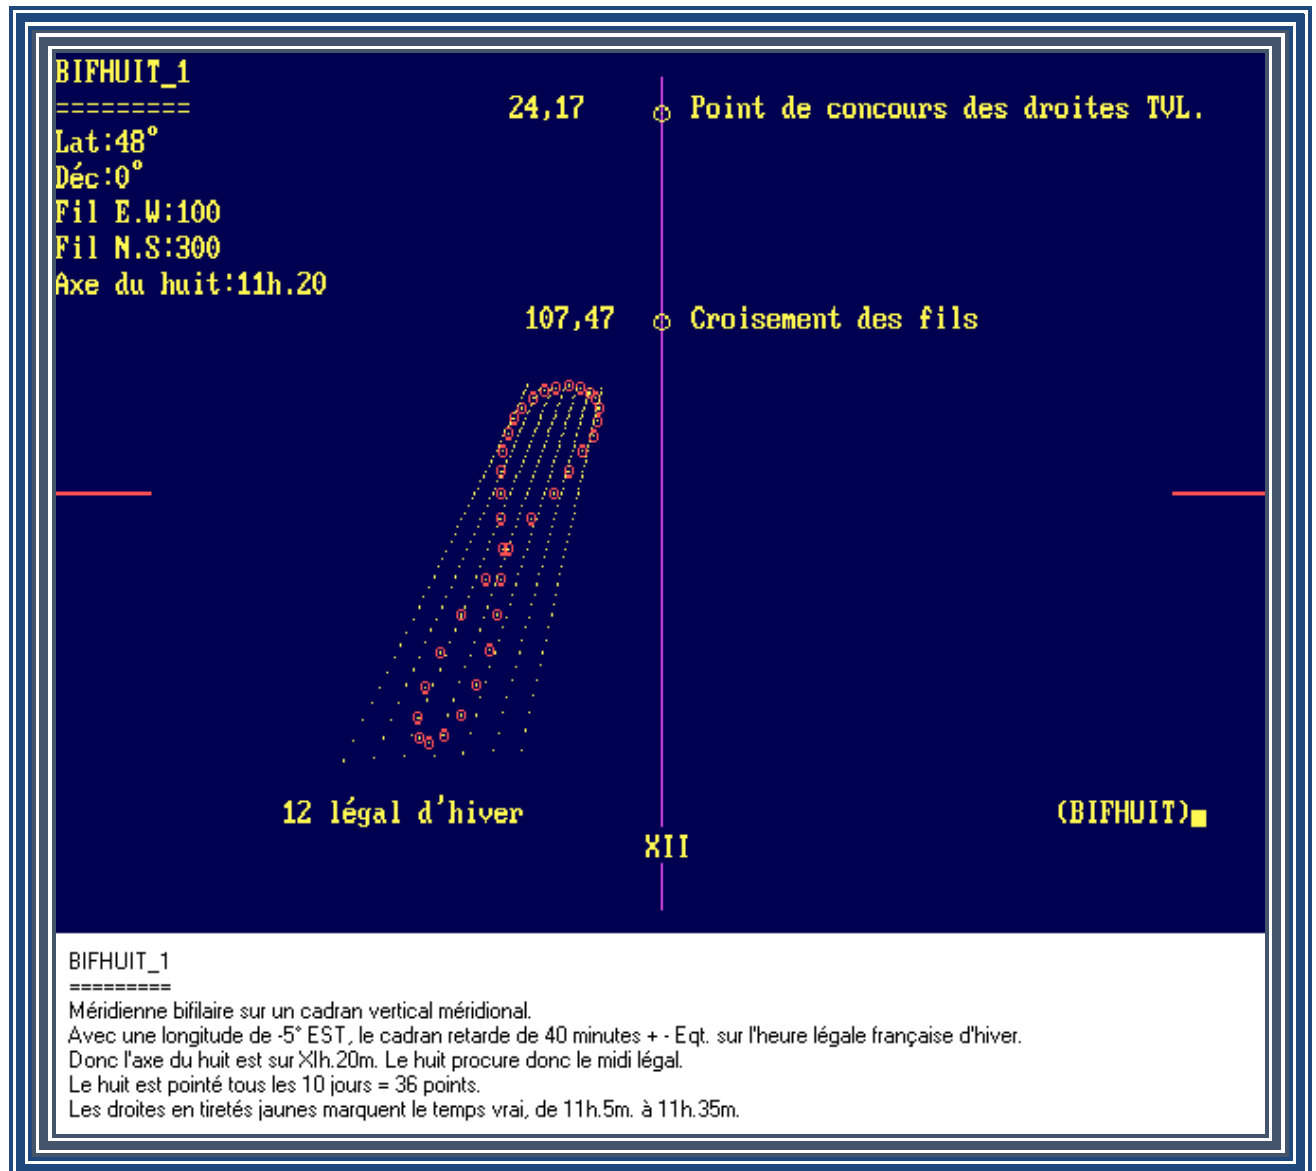 BIFHUIT_1
=========
24,17 Point de concours des droites TVL.
Lat:48°
Déc:0°
Fil E.W:100
Fil N.S:300
Axe du huit:11h.20
107,47 Croisement des fils
12 légal d'hiver
(BIFHUIT)
XII
BIFHUIT_1
=========
Méridienne bifilaire sur un cadran vertical méridional.
Avec une longitude de -5° EST, le cadran retarde de 40 minutes + - Eqt. sur l'heure légale française d'hiver.
Donc l'axe du huit est sur XIh.20m. Le huit procure donc le midi légal.
Le huit est pointé tous les 10 jours = 36 points.
Les droites en tiretés jaunes marquent le temps vrai, de 11h.5m. à 11h.35m.